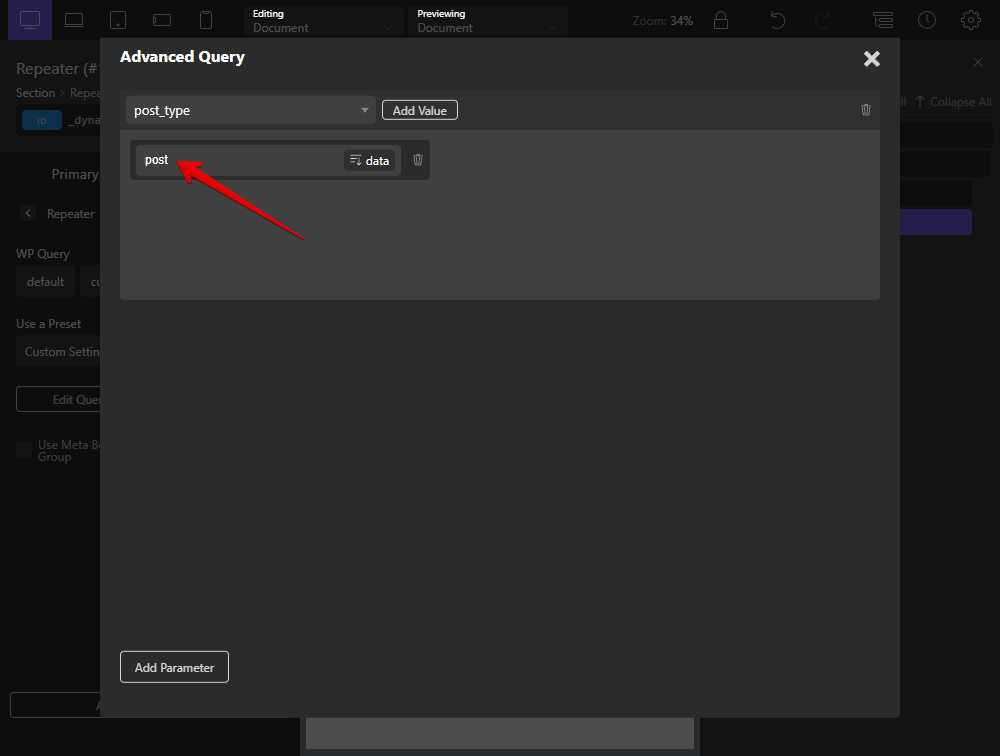 Editing
Document
Previewing
Document
Zoom: 34%
Repeater (#
Section > Repea
ID _dyna
Primary
Repeater
WP Query
default cu
Use a Preset
Custom Settin
Edit Que
Use Meta B
Group
Advanced Query
post_type
Add Value
post
data
Add Parameter
Collapse All